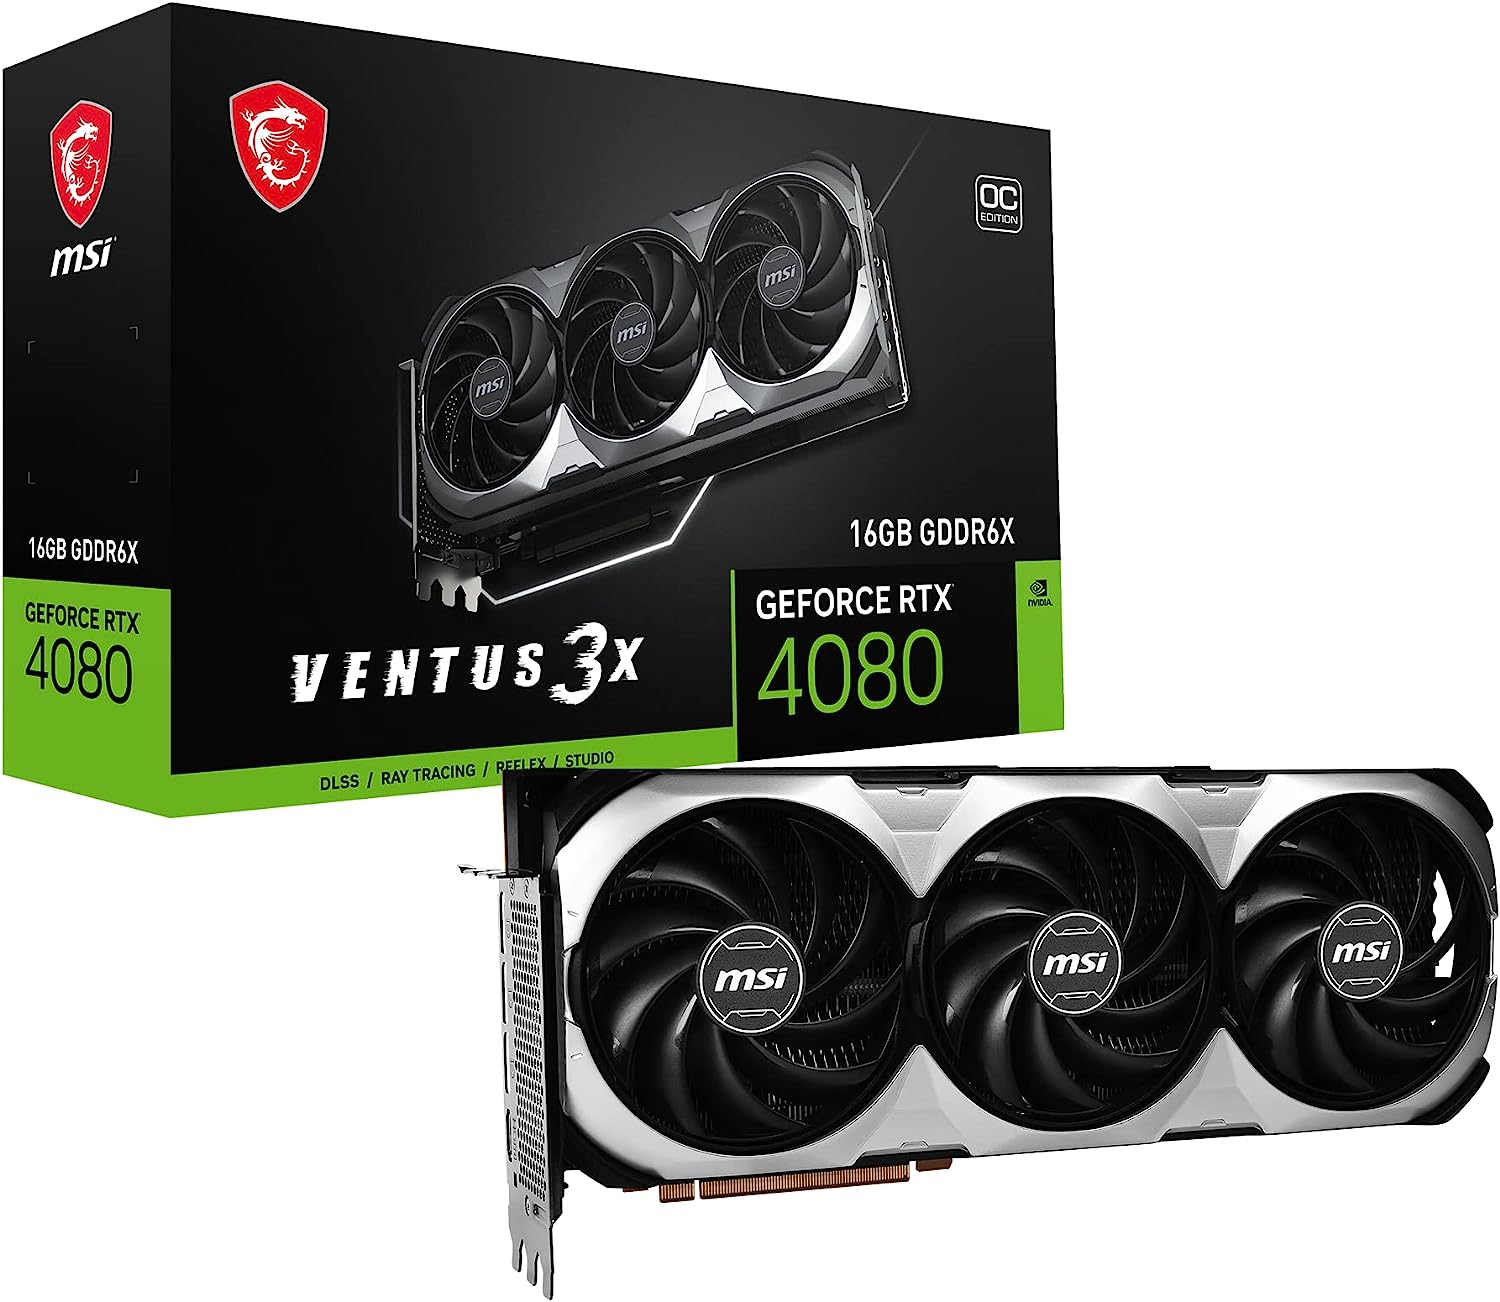 msi
16GB GDDR6X
GEFORCE RTX
4080
OC
EDITION
msi
msi
msi
16GB GDDR6X
VENTUS 3X
GEFORCE RTX
4080
NVIDIA
DLSS / RAY TRACING / REFLEX / STUDIO
msi
msi
msi